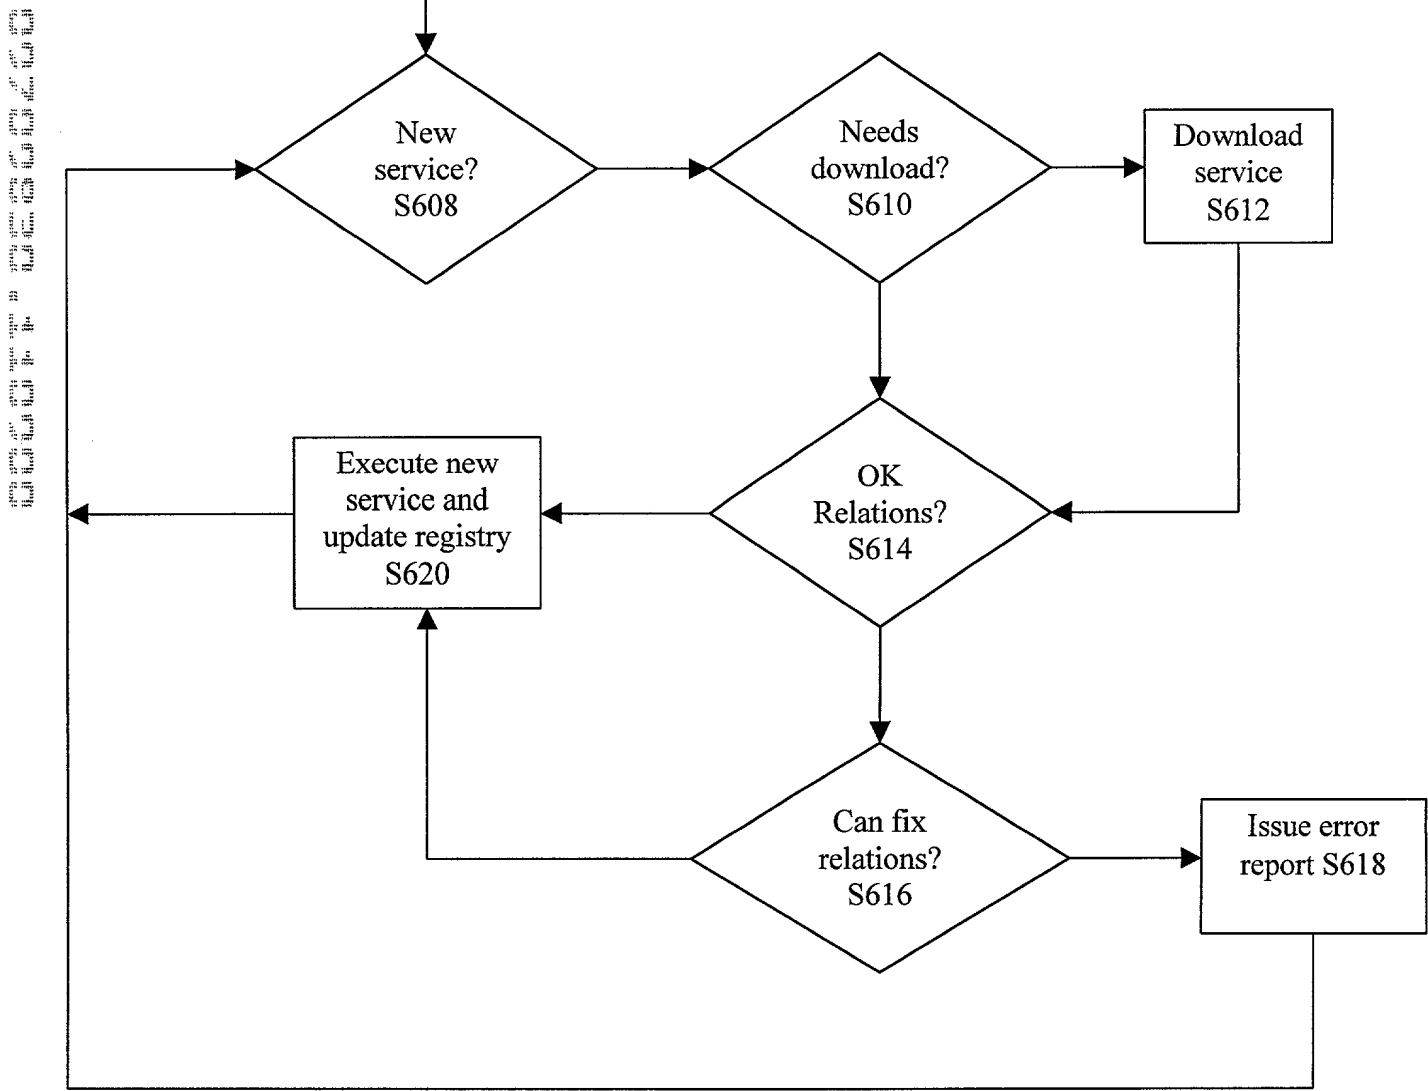 New
service?
S608
Needs
download?
S610
Download
service
S612
Execute new
service and
update registry
S620
OK
Relations?
S614
Can fix
relations?
S616
Issue error
report S618